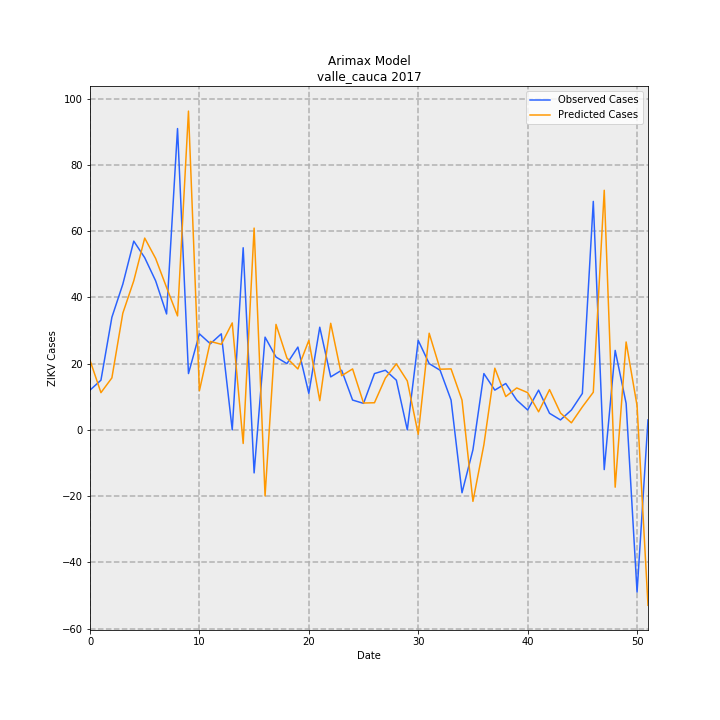 Arimax Model
valle_cauca 2017
Observed Cases
Predicted Cases
100
80
60
40
20
0
−20
−40
−60
ZIKV Cases
0 10 20 30 40 50
Date